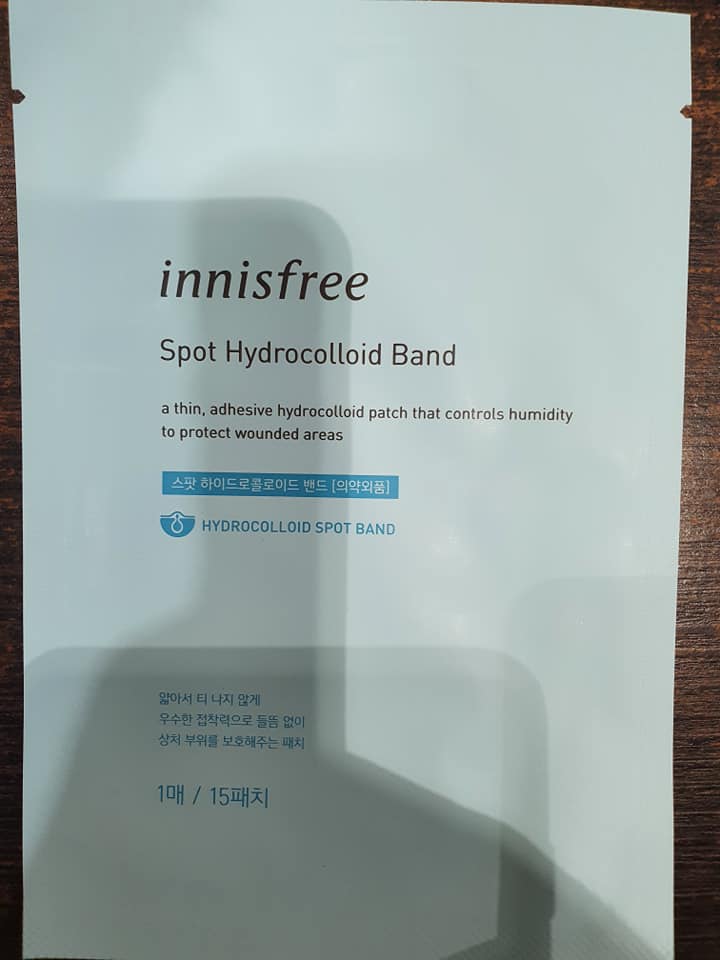 innisfree
Spot Hydrocolloid Band
a thin, adhesive hydrocolloid patch that controls humidity
to protect wounded areas
스팟 하이드로콜로이드 밴드 [의약외품]
HYDROCOLLOID SPOT BAND
얇아서 티 나지 않게
우수한 접착력으로 들뜸 없이
상처 부위를 보호해주는 패치
1매 / 15패치